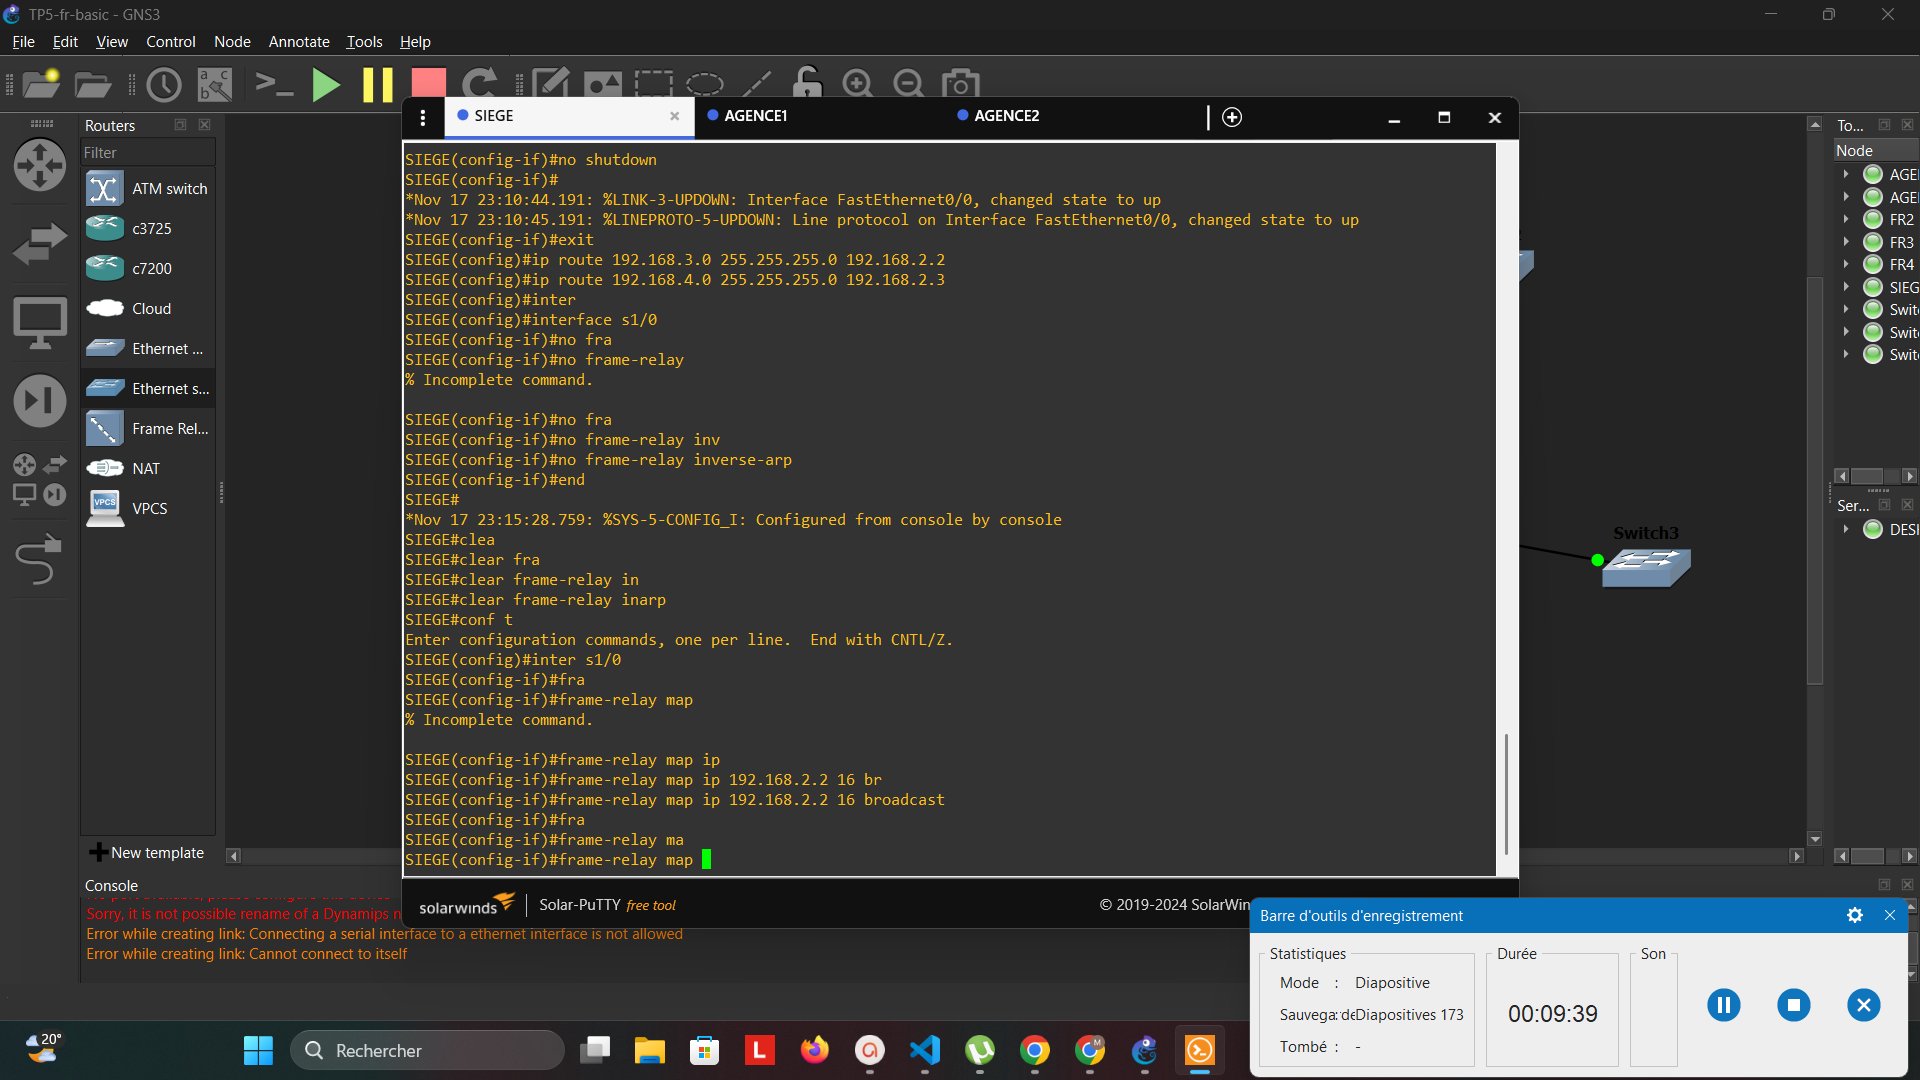 TP5-fr-basic - GNS3
File Edit View Control Node Annotate Tools Help
Routers
Filter
ATM switch
c3725
c7200
Cloud
Ethernet ...
Ethernet s...
Frame Rel...
NAT
VPCS
New template
SIEGE
AGENCE1
AGENCE2
SIEGE(config-if)#no shutdown
SIEGE(config-if)#
*Nov 17 23:10:44.191: %LINK-3-UPDOWN: Interface FastEthernet0/0, changed state to up
*Nov 17 23:10:45.191: %LINEPROTO-5-UPDOWN: Line protocol on Interface FastEthernet0/0, changed state to up
SIEGE(config-if)#exit
SIEGE(config)#ip route 192.168.3.0 255.255.255.0 192.168.2.2
SIEGE(config)#ip route 192.168.4.0 255.255.255.0 192.168.2.3
SIEGE(config)#inter
SIEGE(config)#interface s1/0
SIEGE(config-if)#no fra
SIEGE(config-if)#no frame-relay
% Incomplete command.
SIEGE(config-if)#no fra
SIEGE(config-if)#no frame-relay inv
SIEGE(config-if)#no frame-relay inverse-arp
SIEGE(config-if)#end
SIEGE#
*Nov 17 23:15:28.759: %SYS-5-CONFIG_I: Configured from console by console
SIEGE#clea
SIEGE#clear fra
SIEGE#clear frame-relay in
SIEGE#clear frame-relay inarp
SIEGE#conf t
Enter configuration commands, one per line.  End with CNTL/Z.
SIEGE(config)#inter s1/0
SIEGE(config-if)#fra
SIEGE(config-if)#frame-relay map
% Incomplete command.
SIEGE(config-if)#frame-relay map ip
SIEGE(config-if)#frame-relay map ip 192.168.2.2 16 br
SIEGE(config-if)#frame-relay map ip 192.168.2.2 16 broadcast
SIEGE(config-if)#fra
SIEGE(config-if)#frame-relay ma
SIEGE(config-if)#frame-relay map
solarwinds Solar-PuTTY free tool
© 2019-2024 SolarWin
Switch3
To...
Node
AGE
AGE
FR2
FR3
FR4
SIEG
Swit
Swit
Swit
Ser...
DESI
Console
Sorry, it is not possible rename of a Dynamips n
Error while creating link: Connecting a serial interface to a ethernet interface is not allowed
Error while creating link: Cannot connect to itself
Barre d'outils d'enregistrement
Statistiques
Mode : Diapositive
Sauvega: de Diapositives 173
Tombé : -
Durée
00:09:39
Son
20°
Rechercher